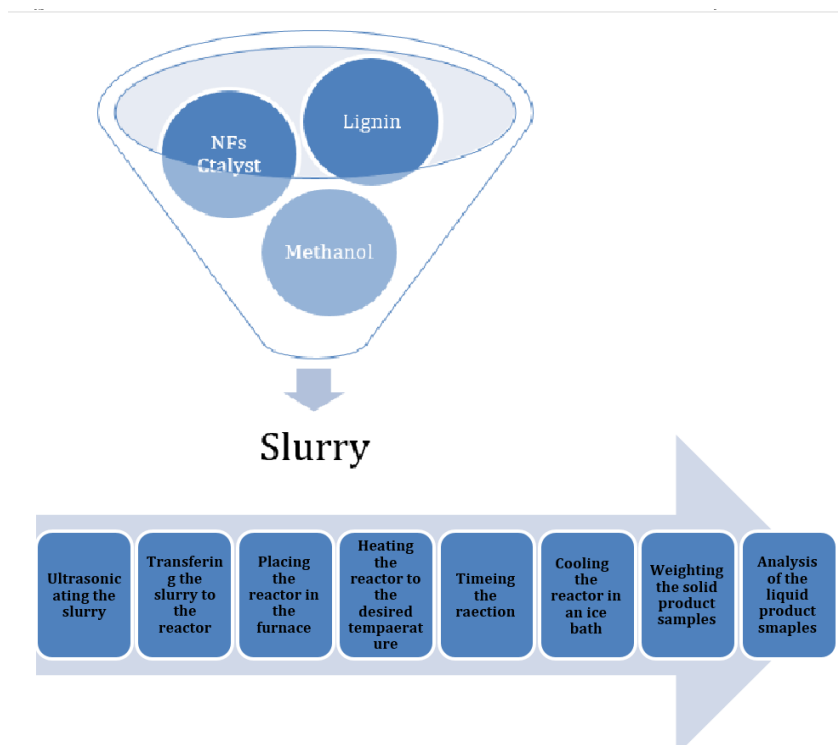 Lignin
NFs
Ctalyst
Methanol
Slurry
Ultrasonic
ating the
slurry
Transferin
g the
slurry to
the
reactor
Placing
the
reactor in
the
furnace
Heating
the
reactor to
the
desired
tempaerat
ure
Timeing
the
raection
Cooling
the
reactor in
an ice
bath
Weighting
the solid
product
samples
Analysis
of the
liquid
product
smaples